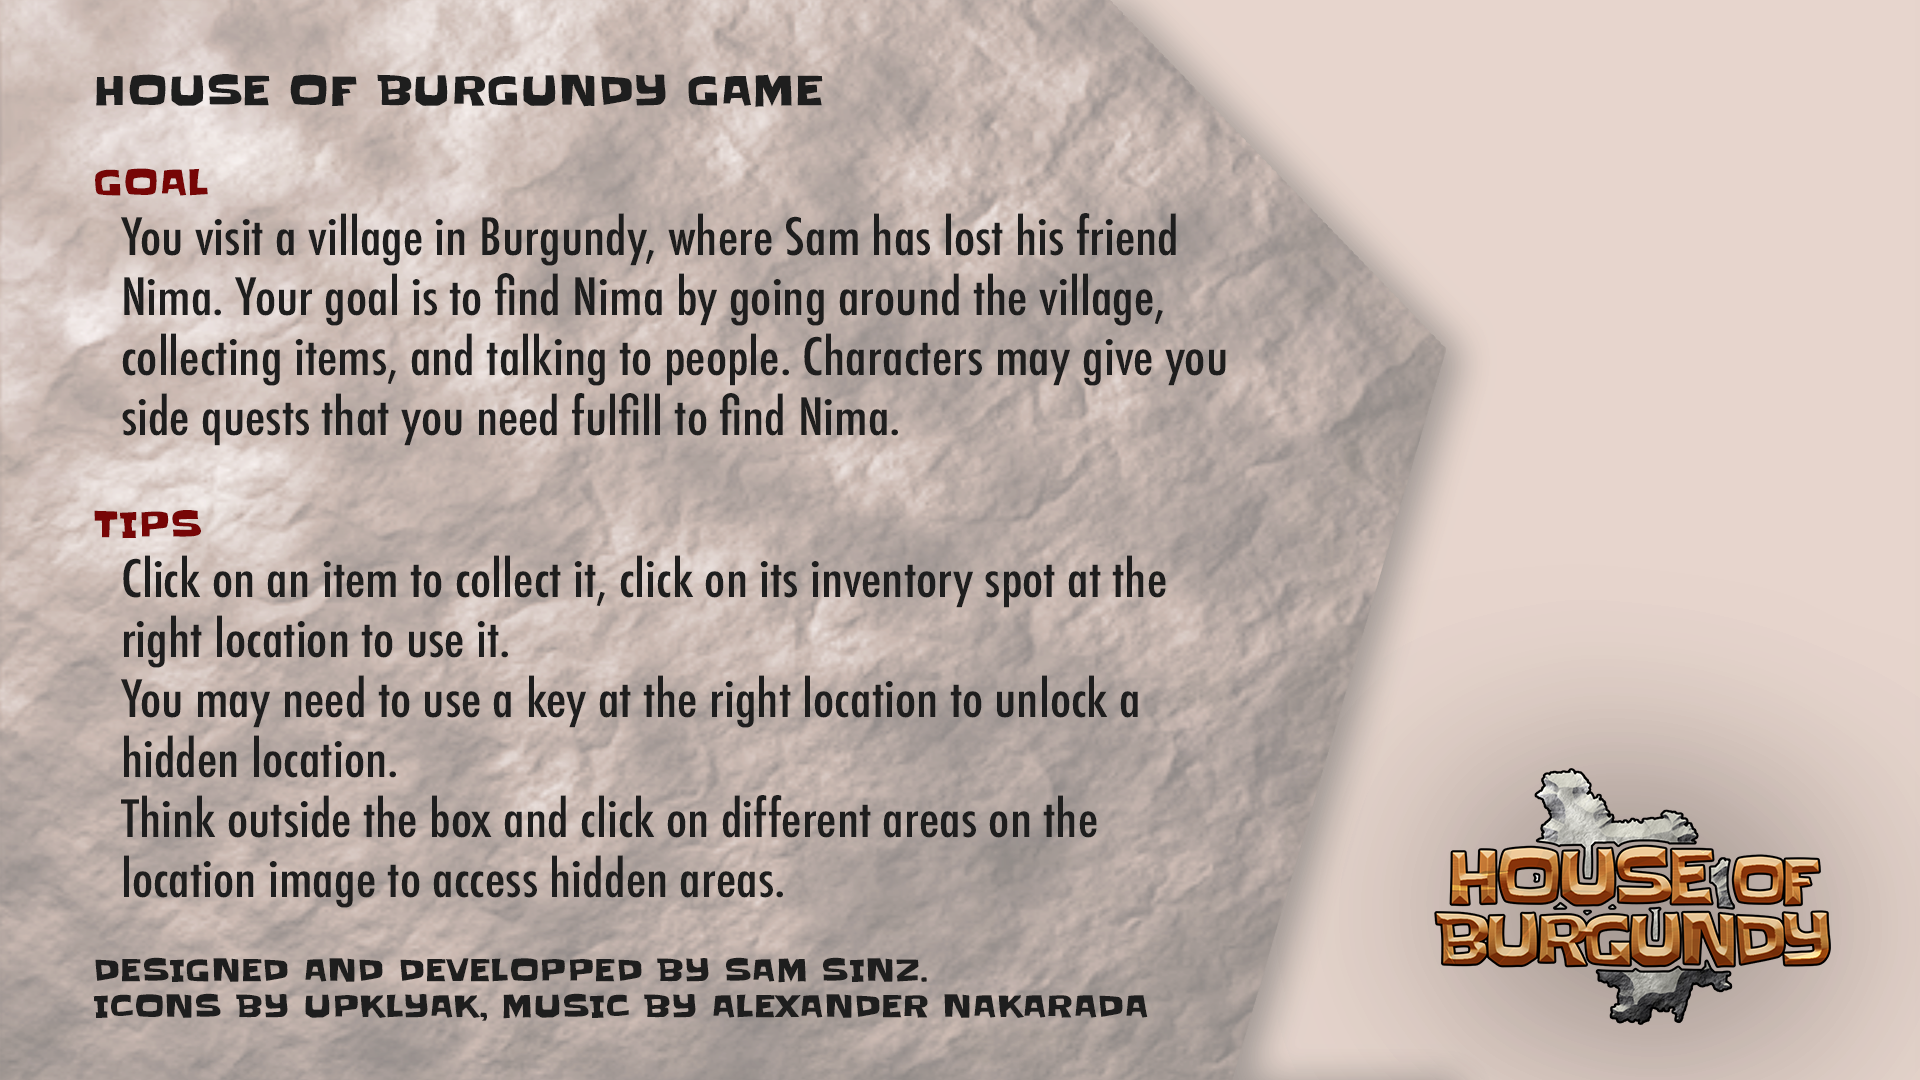 HOUSE OF BURGUNDY GAME
GOAL
You visit a village in Burgundy, where Sam has lost his friend
Nima. Your goal is to find Nima by going around the village,
collecting items, and talking to people. Characters may give you
side quests that you need fulfill to find Nima.
TIPS
Click on an item to collect it, click on its inventory spot at the
right location to use it.
You may need to use a key at the right location to unlock a
hidden location.
Think outside the box and click on different areas on the
location image to access hidden areas.
DESIGNED AND DEVELOPPED BY SAM SINZ.
ICONS BY UPKLYAK, MUSIC BY ALEXANDER NAKARADA
HOUSE OF
BURGUNDY